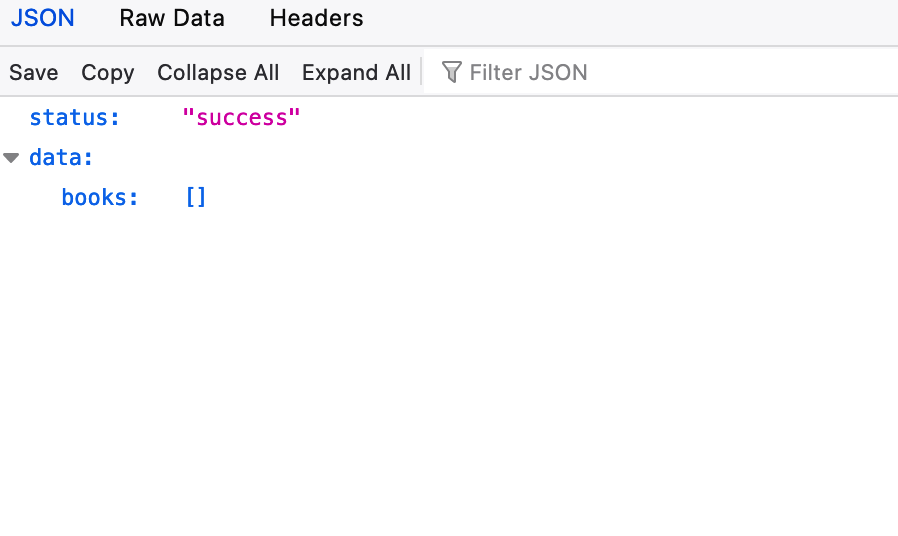 JSON Raw Data Headers
Save Copy Collapse All Expand All Filter JSON
status: "success"
data:
books: []